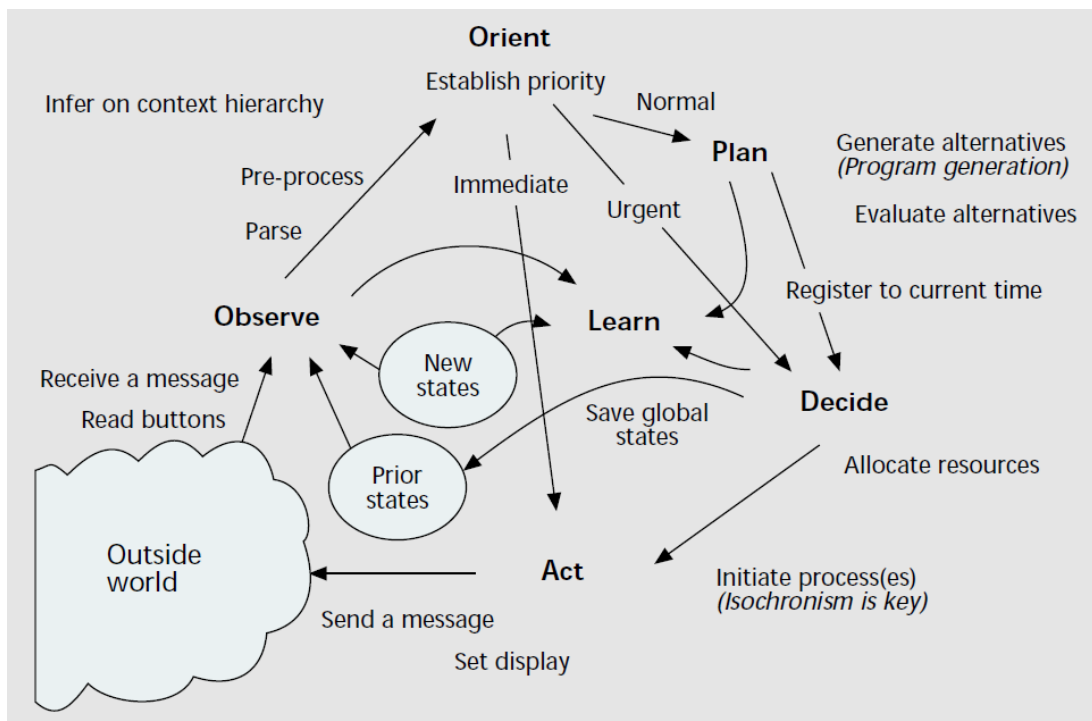 Orient
Establish priority
Infer on context hierarchy
Normal
Plan
Generate alternatives
(Program generation)
Pre-process
Immediate
Urgent
Evaluate alternatives
Parse
Observe
Learn
Register to current time
New
states
Receive a message
Read buttons
Save global
states
Decide
Prior
states
Allocate resources
Outside
world
Act
Initiate process(es)
(Isochronism is key)
Send a message
Set display